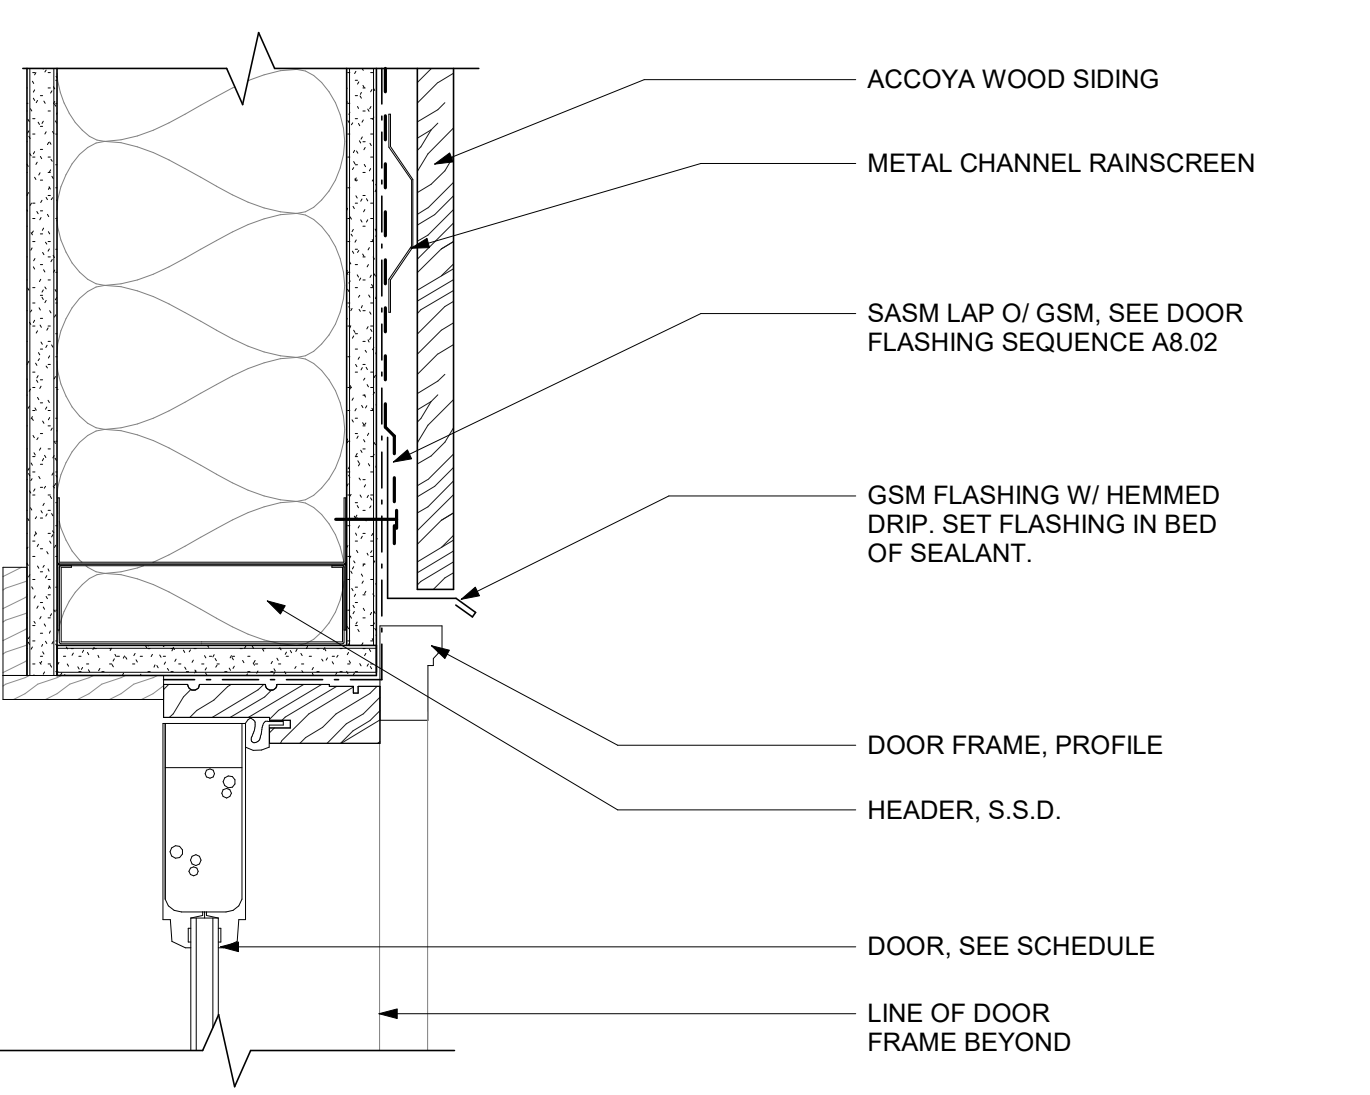 ACCOYA WOOD SIDING
METAL CHANNEL RAINSCREEN
SASM LAP O/ GSM, SEE DOOR
FLASHING SEQUENCE A8.02
GSM FLASHING W/ HEMMED
DRIP. SET FLASHING IN BED
OF SEALANT.
DOOR FRAME, PROFILE
HEADER, S.S.D.
DOOR, SEE SCHEDULE
LINE OF DOOR
FRAME BEYOND